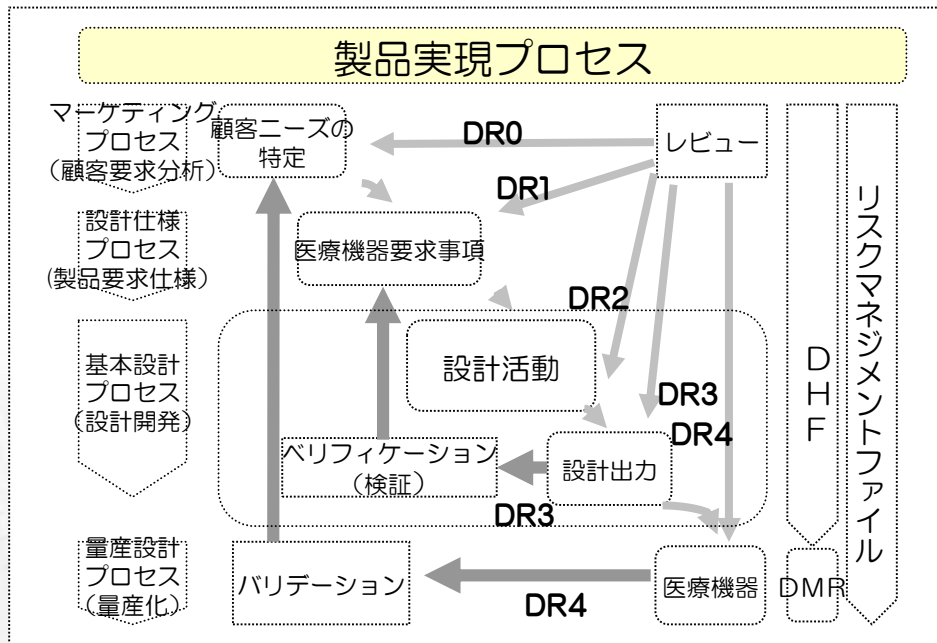 製品実現プロセス
マーケティング
プロセス
(顧客要求分析)
顧客ニーズの
特定
DR0
レビュー
DR1
設計仕様
プロセス
(製品要求仕様)
医療機器要求事項
DR2
基本設計
プロセス
(設計開発)
設計活動
DR3
DR4
ベリフィケーション
(検証)
設計出力
DR3
量産設計
プロセス
(量産化)
バリデーション
DR4
医療機器
DHF
DMR
リスクマネジメントファイル